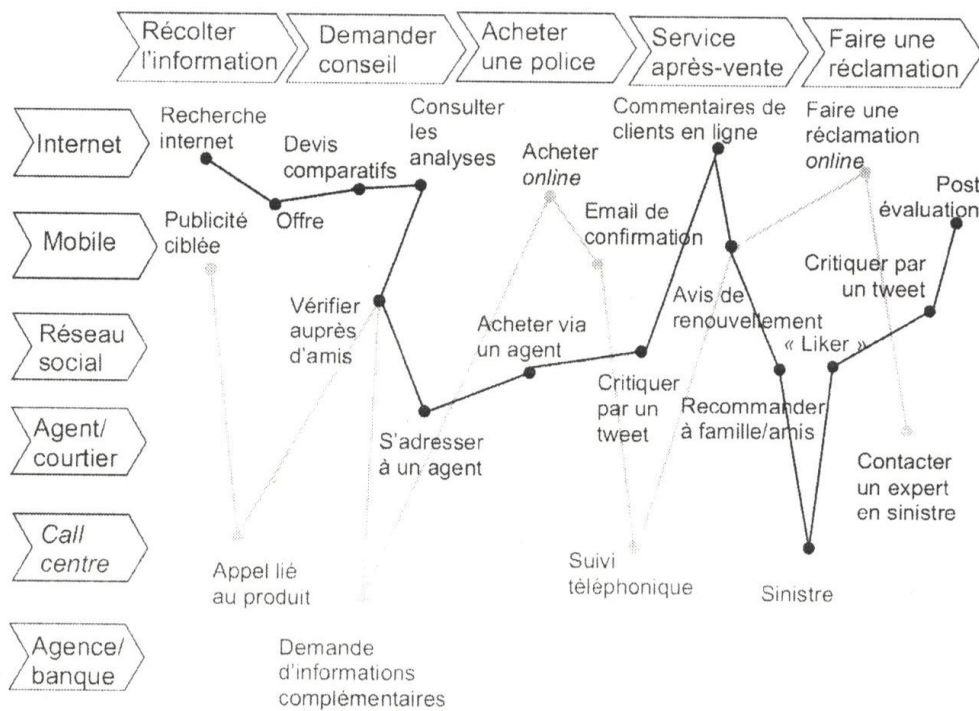 Récolter
l'information
Demander
conseil
Acheter
une police
Service
après-vente
Faire une
réclamation
Internet
Mobile
Réseau
social
Agent/
courtier
Call
centre
Agence/
banque
Recherche
internet
Devis
comparatifs
Consulter
les
analyses
Offre
Publicité
ciblée
Acheter
online
Email de
confirmation
Commentaires de
clients en ligne
Faire une
réclamation
online
Post
évaluation
Vérifier
auprès
d'amis
Acheter via
un agent
Avis de
renouvellement
Critiquer par
un tweet
« Liker »
Critiquer
par un
tweet
Recommander
à famille/amis
S'adresser
à un agent
Contacter
un expert
en sinistre
Appel lié
au produit
Suivi
téléphonique
Sinistre
Demande
d'informations
complémentaires